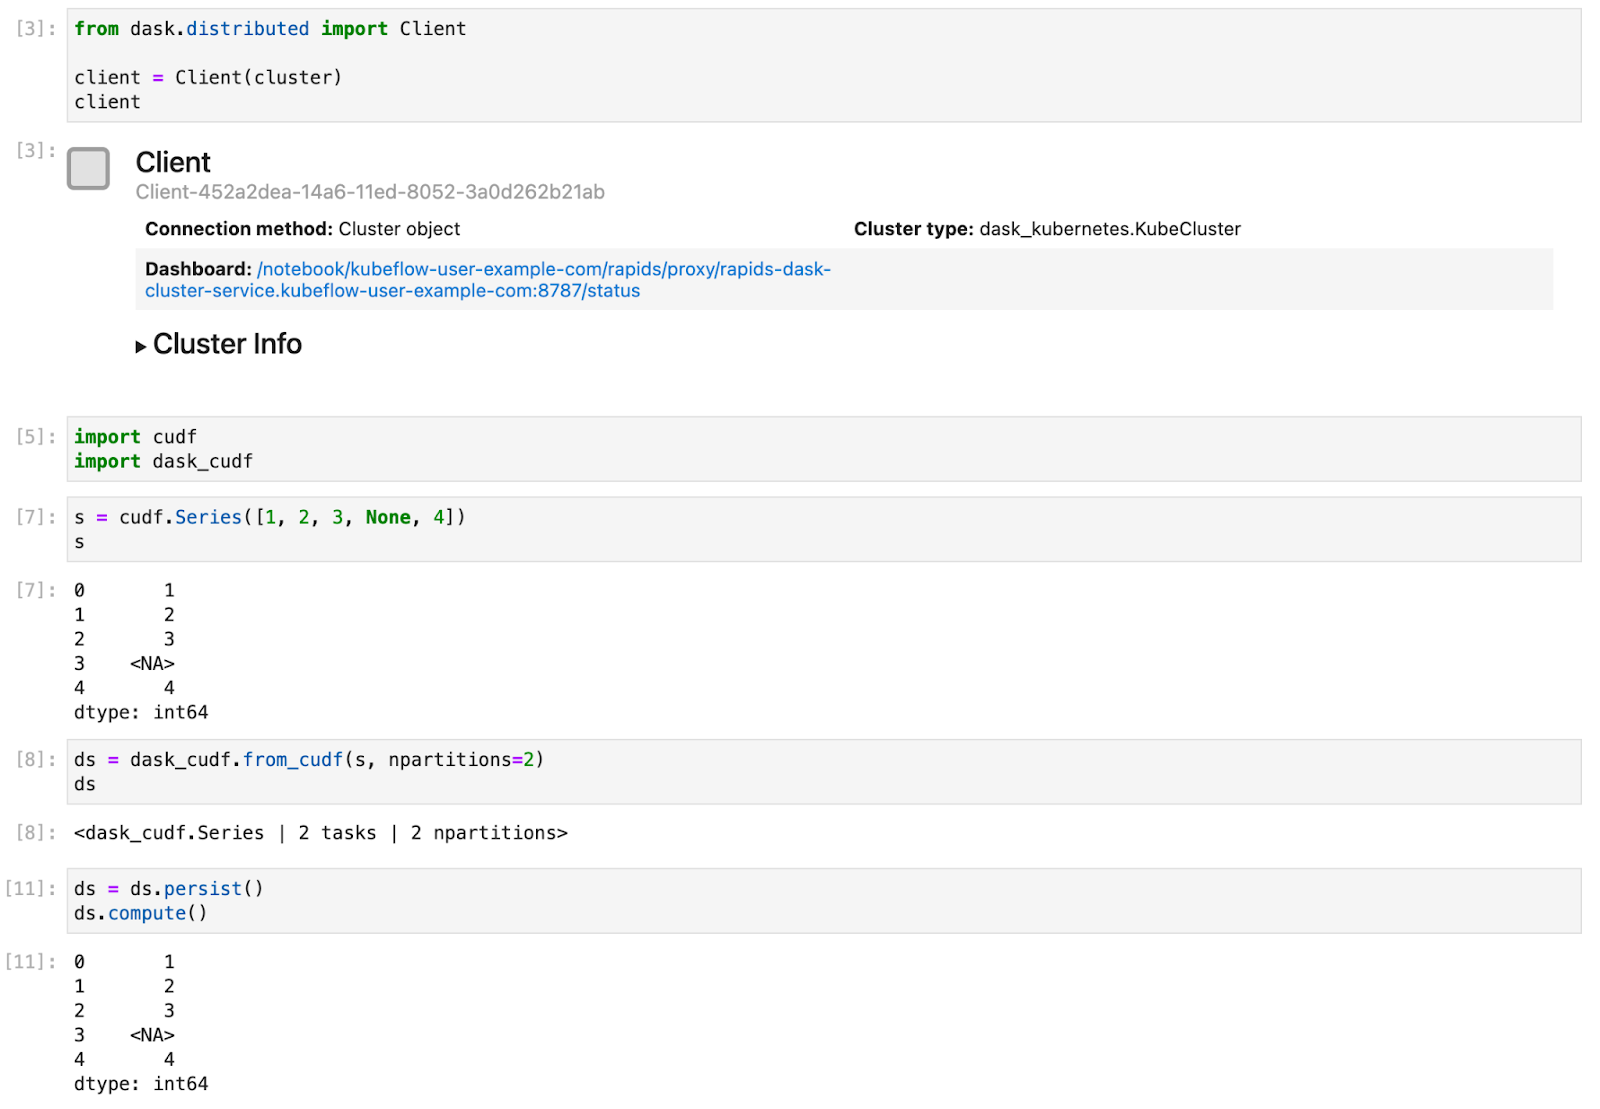 [3]: from dask.distributed import Client
client = Client(cluster)
client
[3]: Client
Client-452a2dea-14a6-11ed-8052-3a0d262b21ab
Connection method: Cluster object Cluster type: dask_kubernetes.KubeCluster
Dashboard: /notebook/kubeflow-user-example-com/rapids/proxy/rapids-dask-
cluster-service.kubeflow-user-example-com:8787/status
▸ Cluster Info
[5]: import cudf
import dask_cudf
[7]: s = cudf.Series([1, 2, 3, None, 4])
s
[7]: 0       1
1       2
2       3
3    <NA>
4       4
dtype: int64
[8]: ds = dask_cudf.from_cudf(s, npartitions=2)
ds
[8]: <dask_cudf.Series | 2 tasks | 2 npartitions>
[11]: ds = ds.persist()
ds.compute()
[11]: 0       1
1       2
2       3
3    <NA>
4       4
dtype: int64